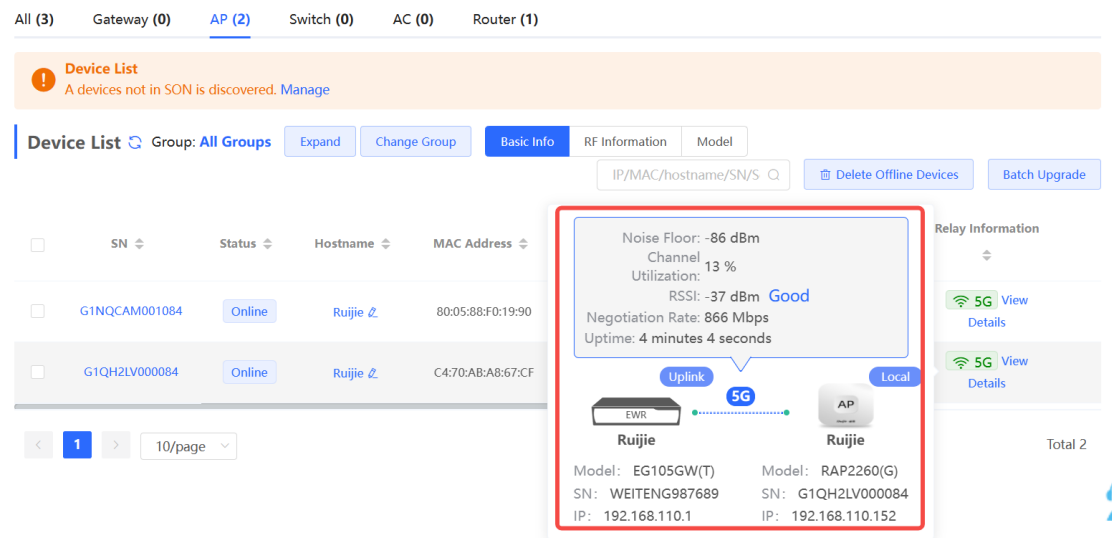 All (3) Gateway (0) AP (2) Switch (0) AC (0) Router (1)
Device List
A devices not in SON is discovered. Manage
Device List Group: All Groups Expand Change Group Basic Info RF Information Model
IP/MAC/hostname/SN/S Delete Offline Devices Batch Upgrade
SN Status Hostname MAC Address Relay Information
G1NQCAM001084 Online Ruijie 80:05:88:F0:19:90 5G View
Details
G1QH2LV000084 Online Ruijie C4:70:AB:A8:67:CF 5G View
Details
Noise Floor: -86 dBm
Channel
Utilization: 13 %
RSSI: -37 dBm Good
Negotiation Rate: 866 Mbps
Uptime: 4 minutes 4 seconds
Uplink 5G Local
EWR AP
Ruijie Ruijie
Model: EG105GW(T) Model: RAP2260(G)
SN: WEITENG987689 SN: G1QH2LV000084
IP: 192.168.110.1 IP: 192.168.110.152
< 1 > 10/page Total 2